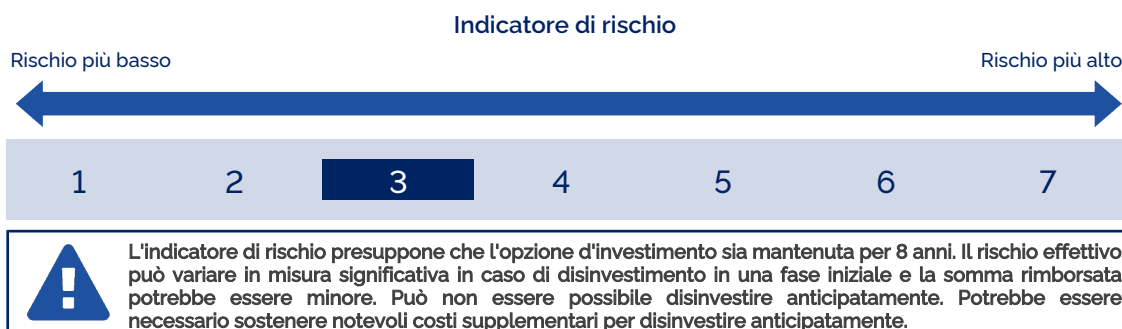 Indicatore di rischio
Rischio più basso
Rischio più alto
1 2 3 4 5 6 7
L'indicatore di rischio presuppone che l'opzione d'investimento sia mantenuta per 8 anni. Il rischio effettivo
può variare in misura significativa in caso di disinvestimento in una fase iniziale e la somma rimborsata
potrebbe essere minore. Può non essere possibile disinvestire anticipatamente. Potrebbe essere
necessario sostenere notevoli costi supplementari per disinvestire anticipatamente.